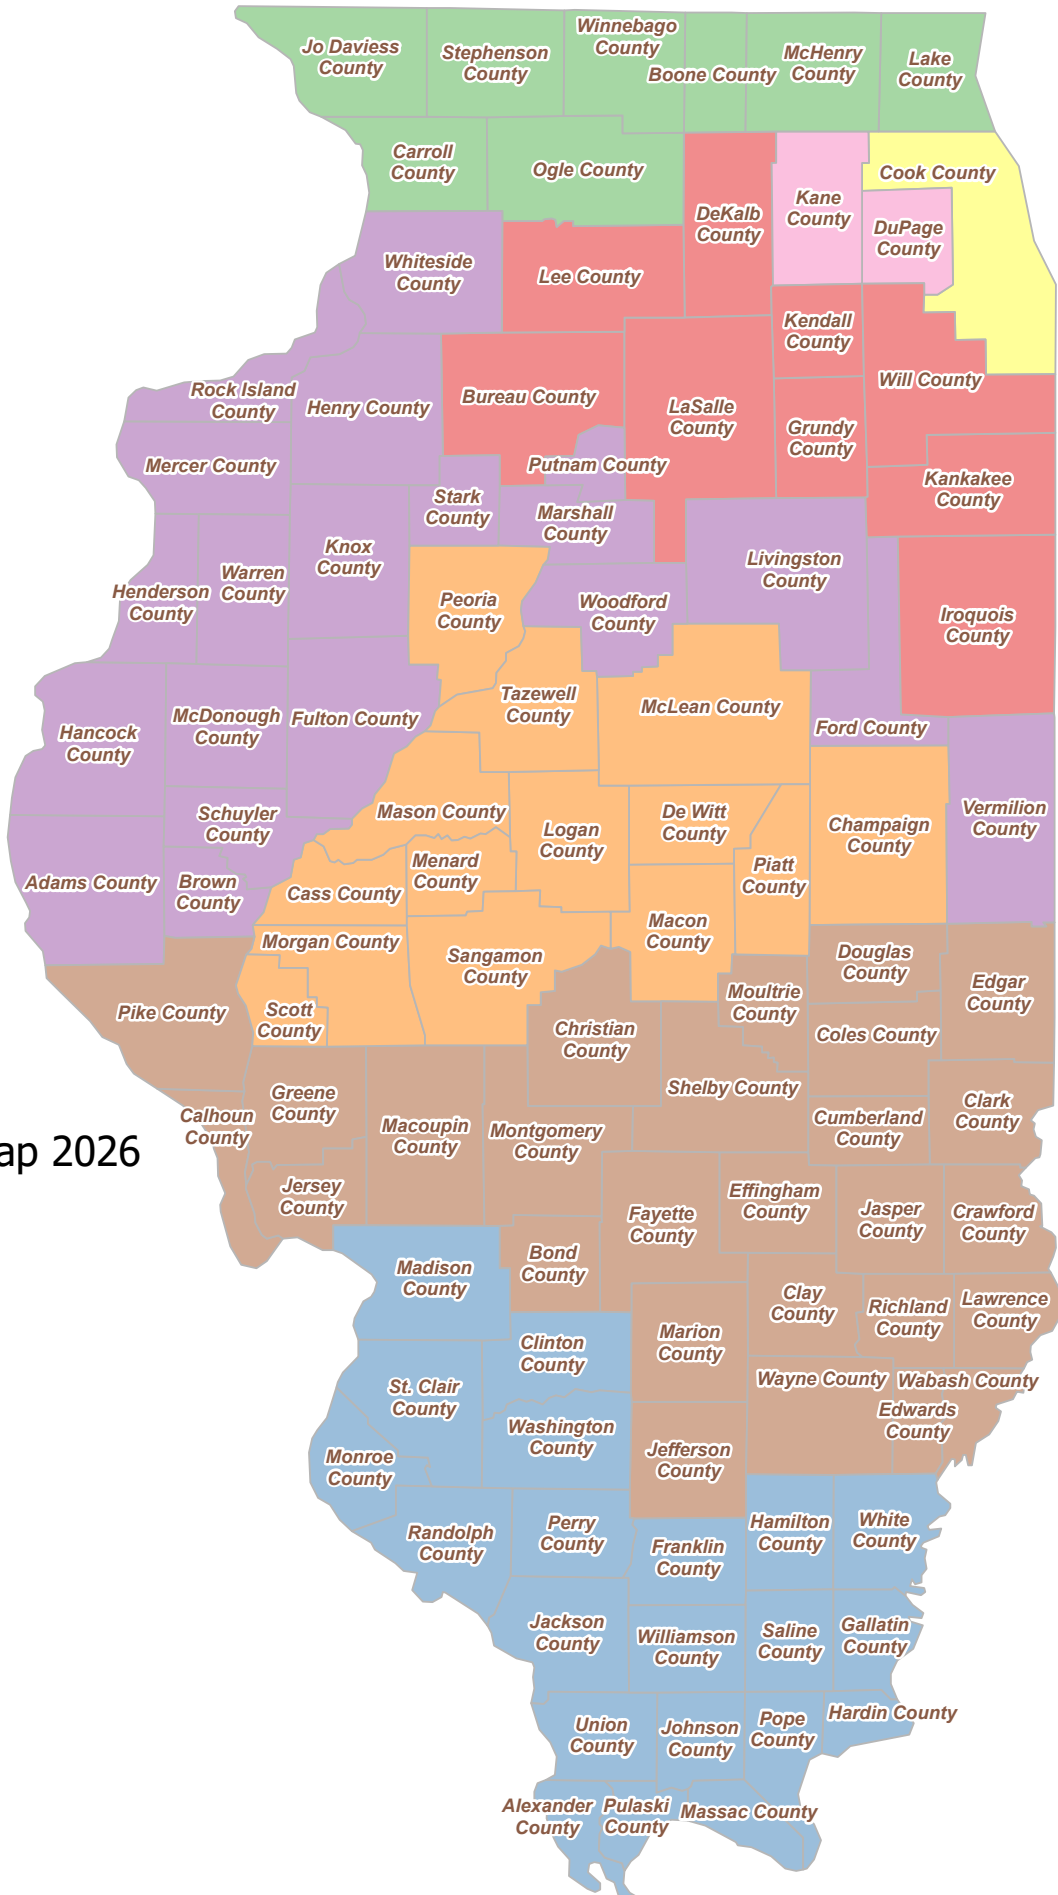 Jo Daviess
County
Stephenson
County
Winnebago
County
Boone County
McHenry
County
Lake
County
Carroll
County
Ogle County
DeKalb
County
Kane
County
Cook County
DuPage
County
Whiteside
County
Lee County
Kendall
County
Will County
Rock Island
County
Henry County
Bureau County
LaSalle
County
Grundy
County
Mercer County
Putnam County
Kankakee
County
Stark
County
Marshall
County
Knox
County
Livingston
County
Henderson
County
Warren
County
Peoria
County
Woodford
County
Iroquois
County
Hancock
County
McDonough
County
Fulton County
Tazewell
County
McLean County
Ford County
Schuyler
County
Mason County
Logan
County
De Witt
County
Champaign
County
Vermilion
County
Adams County
Brown
County
Cass County
Menard
County
Piatt
County
Macon
County
Morgan County
Sangamon
County
Douglas
County
Edgar
County
Pike County
Scott
County
Christian
County
Moultrie
County
Coles County
Shelby County
Greene
County
Calhoun
County
Macoupin
County
Montgomery
County
Cumberland
County
Clark
County
ap 2026
Jersey
County
Fayette
County
Effingham
County
Jasper
County
Crawford
County
Madison
County
Bond
County
Clay
County
Richland
County
Lawrence
County
Clinton
County
Marion
County
St. Clair
County
Wayne County
Wabash County
Edwards
County
Washington
County
Monroe
County
Jefferson
County
Randolph
County
Perry
County
Franklin
County
Hamilton
County
White
County
Jackson
County
Williamson
County
Saline
County
Gallatin
County
Union
County
Johnson
County
Pope
County
Hardin County
Alexander
County
Pulaski
County
Massac County